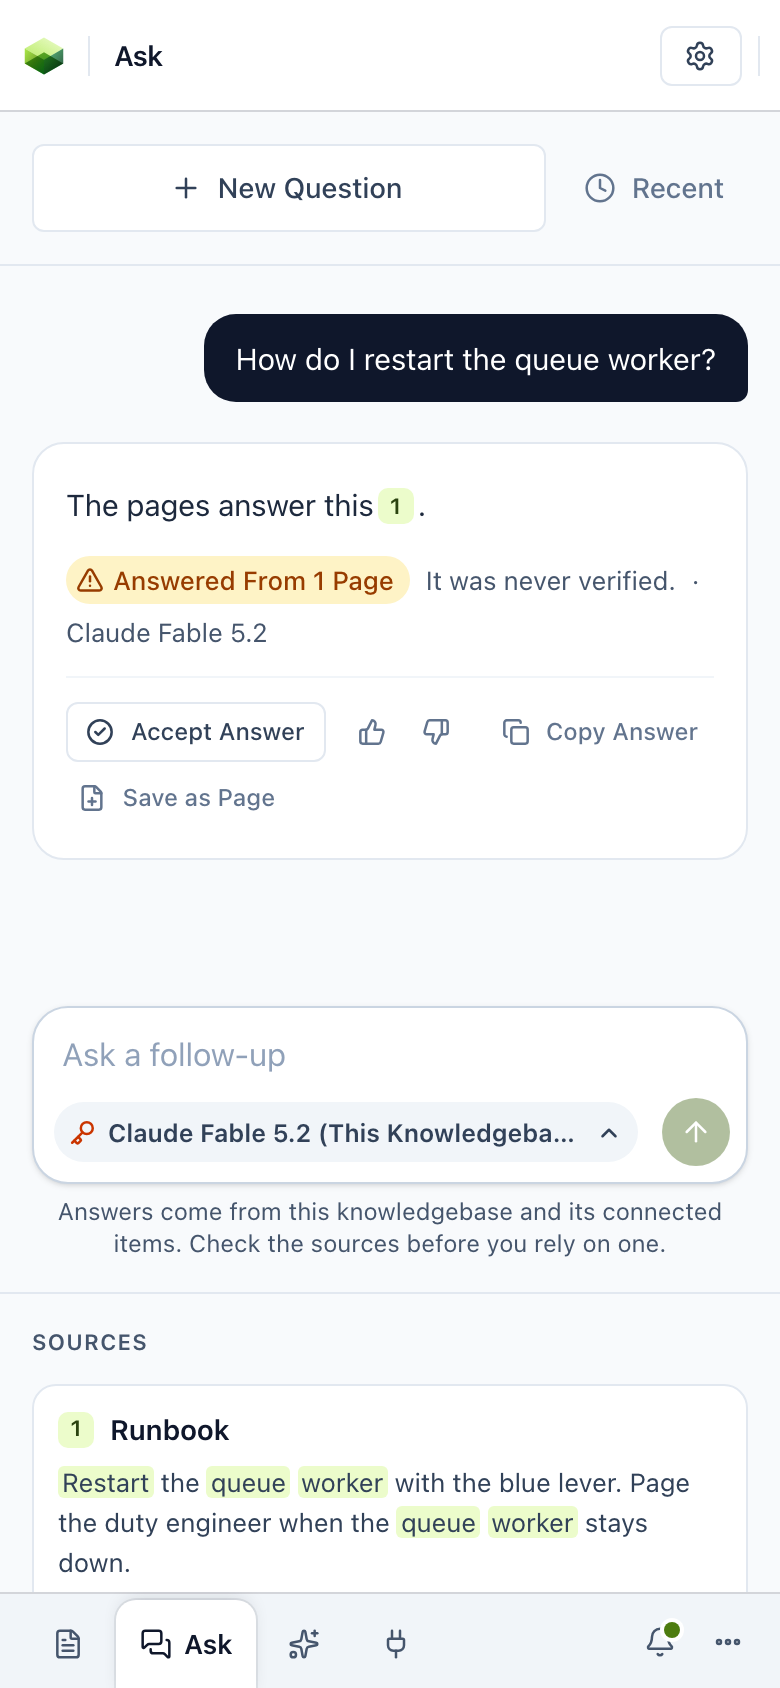 Ask
New Question
Recent
How do I restart the queue worker?
The pages answer this 1 .
Answered From 1 Page It was never verified. ·
Claude Fable 5.2
Accept Answer
Copy Answer
Save as Page
Ask a follow-up
Claude Fable 5.2 (This Knowledgeba...
Answers come from this knowledgebase and its connected
items. Check the sources before you rely on one.
SOURCES
1 Runbook
Restart the queue worker with the blue lever. Page
the duty engineer when the queue worker stays
down.
Ask